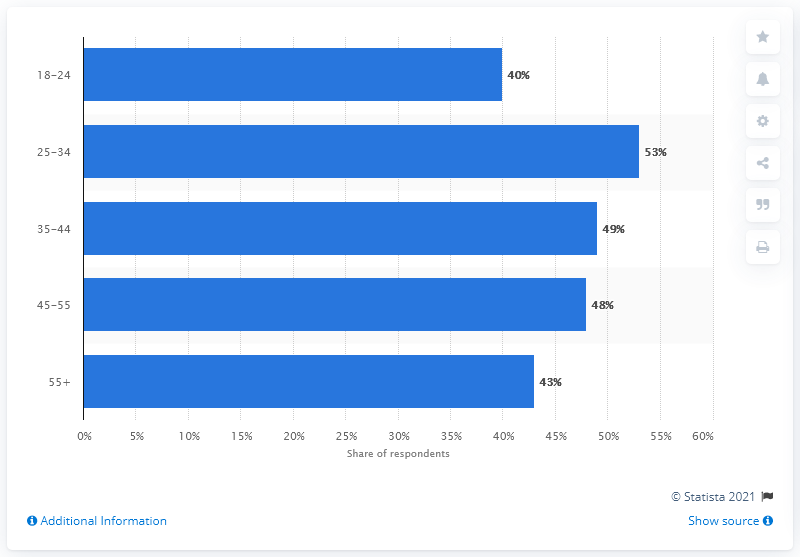 18–24 40%
25–34 53%
35–44 49%
45–55 48%
55+ 43%
0% 5% 10% 15% 20% 25% 30% 35% 40% 45% 50% 55% 60%
Share of respondents
© Statista 2021
Additional Information Show source